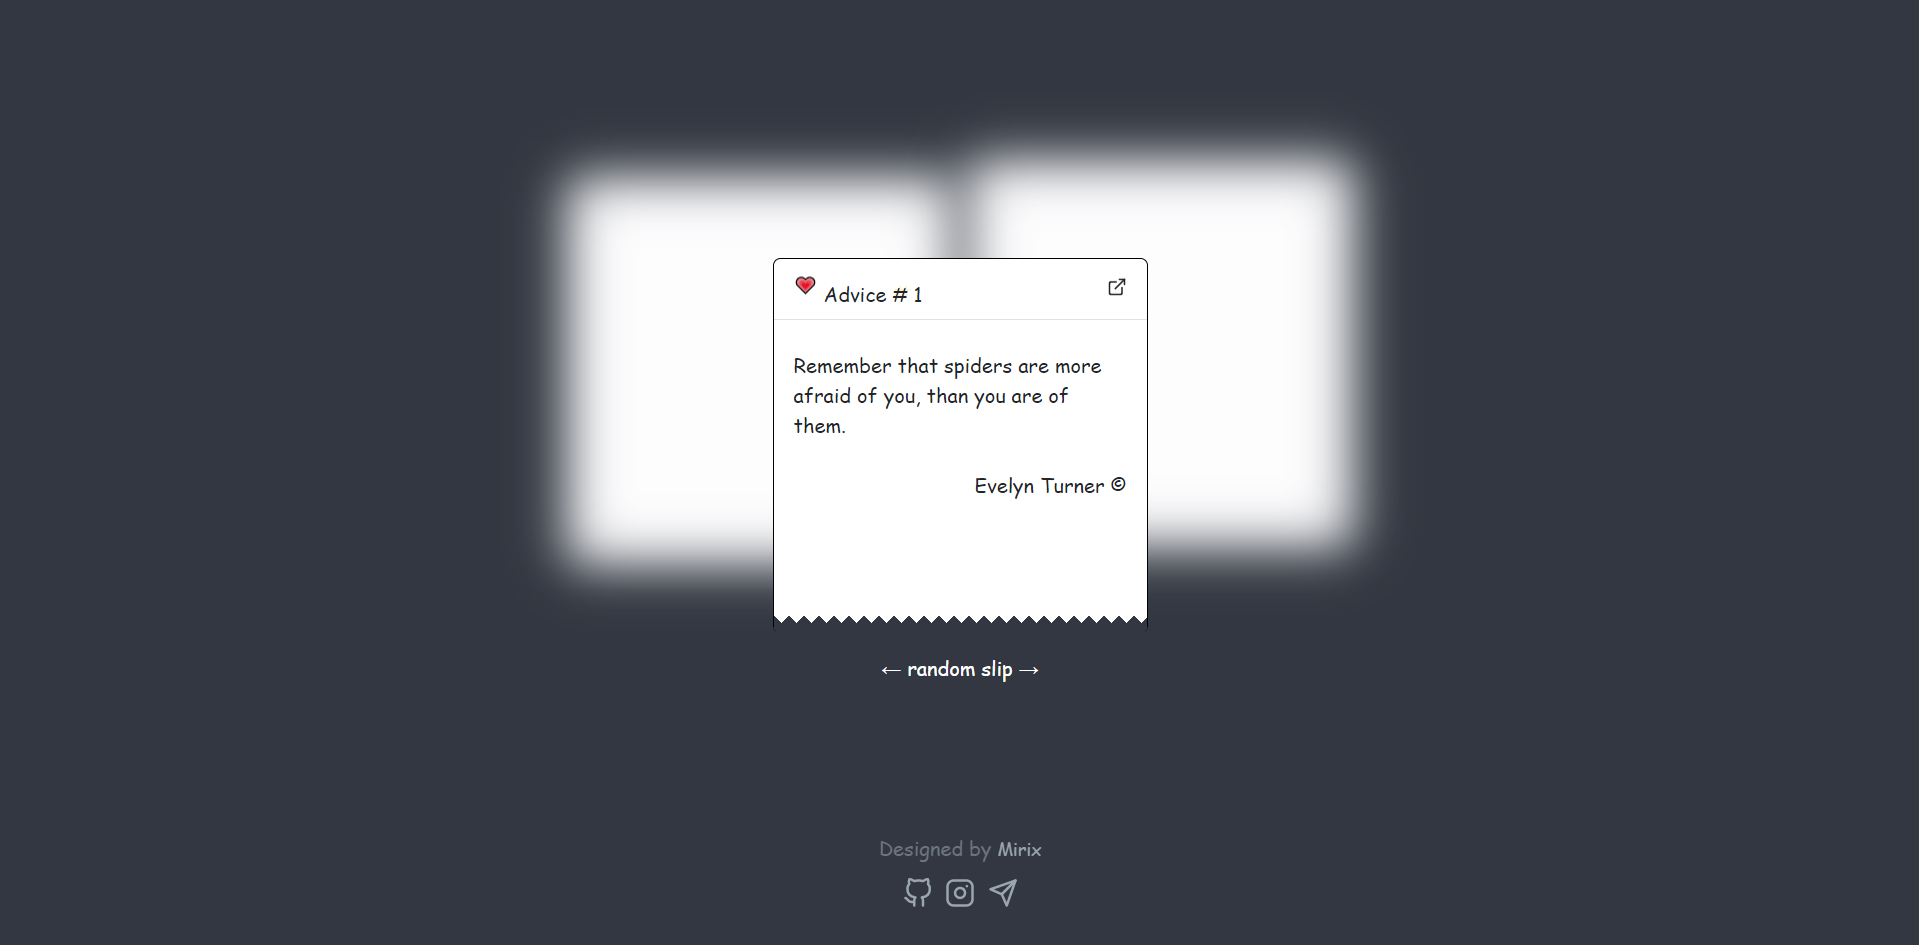 Advice # 1
Remember that spiders are more
afraid of you, than you are of
them.
Evelyn Turner ©
← random slip →
Designed by Mirix